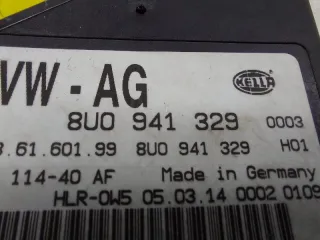 VW - AG
HELLA
8U0 941 329 0003
.61.601.99 8U0 941 329 H01
114-40 AF Made in Germany
HLR-0W5 05.03.14 0002 0109